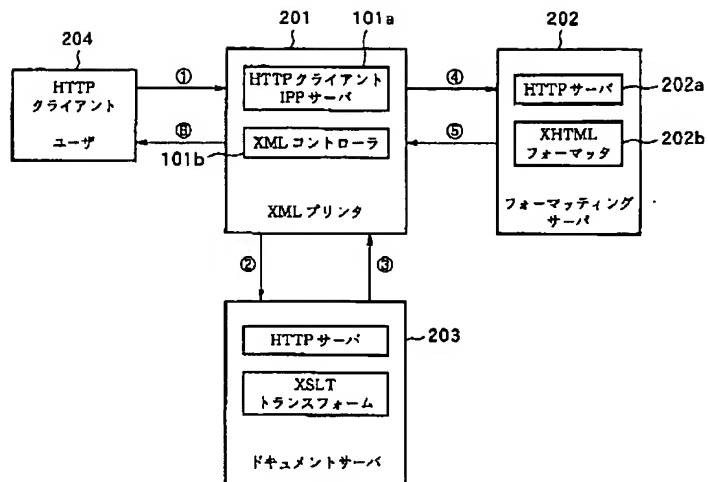 204
HTTP
クライアント
ユーザ
①
⑥
201
101a
HTTPクライアント
IPPサーバ
XMLコントローラ
101b
XMLプリンタ
④
⑤
202
HTTPサーバ
202a
XHTML
フォーマッタ
202b
フォーマッティング
サーバ
②
③
HTTPサーバ
203
XSLT
トランスフォーム
ドキュメントサーバ